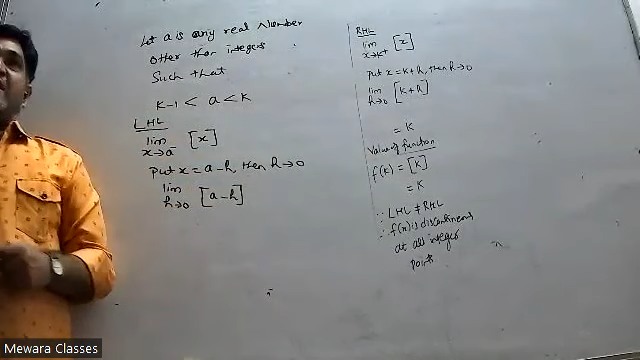 Let a is any real Number
other than integers
Such that
k-1 < a < k
LHL
lim [x]
x→a⁻
put x = a-h, then h→0
lim [a-h]
h→0
RHL
lim [x]
x→k⁺
put x = k+h, then h→0
lim [k+h]
h→0
= k
Value of function
f(k) = [k]
= k
∵ LHL ≠ RHL
∴ f(x) is discontinuous
at all integer
points
Mewara Classes